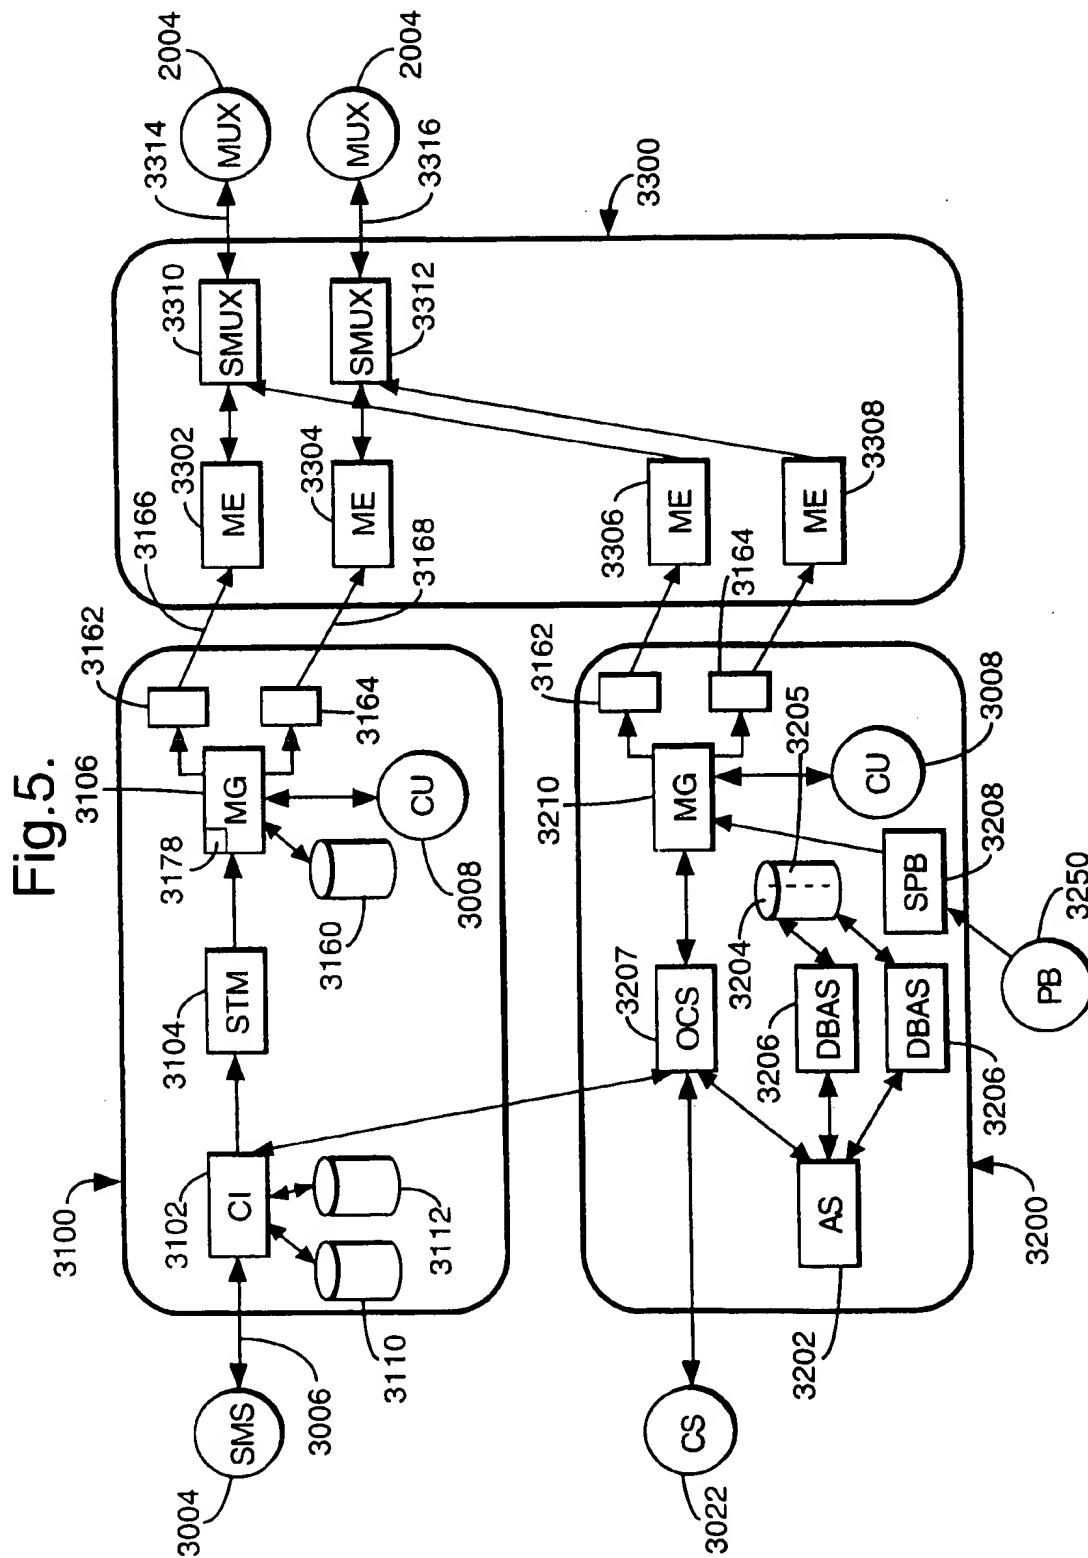 Fig.5.
3004
SMS
3006
3100
3102
CI
3110
3112
3104
STM
3106
3178
MG
3160
CU
3008
3162
3164
3166
3168
3302
ME
3304
ME
3310
SMUX
3312
SMUX
3314
3316
2004
MUX
2004
MUX
3300
3306
ME
3308
ME
3022
CS
3202
AS
3200
3207
OCS
3206
DBAS
3206
DBAS
3204
3205
3210
MG
3162
3164
CU
3008
SPB
3208
PB
3250